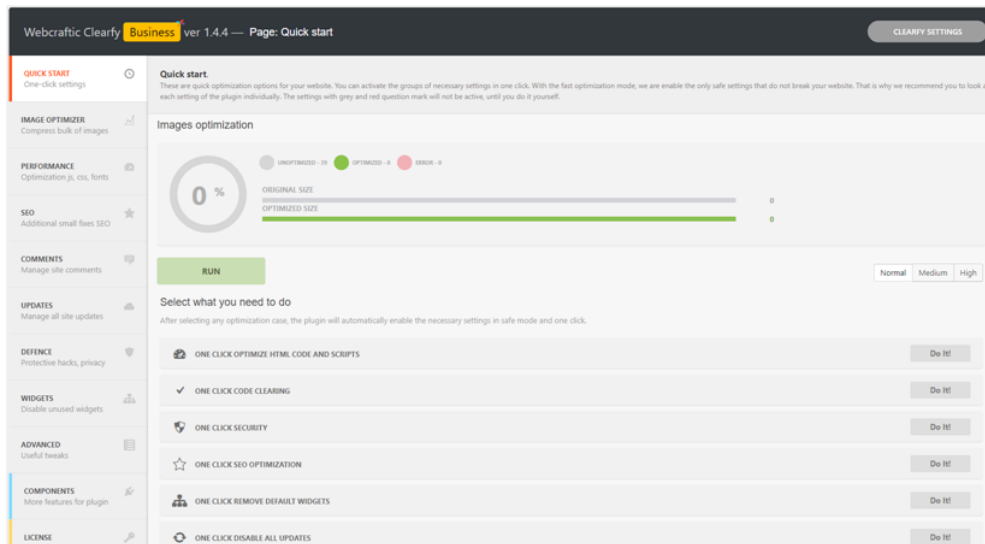 Webcraftic Clearfy Business ver 1.4.4 — Page: Quick start
CLEARFY SETTINGS
QUICK START
One-click settings
IMAGE OPTIMIZER
Compress bulk of images
PERFORMANCE
Optimization js, css, fonts
SEO
Additional small fixes SEO
COMMENTS
Manage site comments
UPDATES
Manage all site updates
DEFENCE
Protective hacks, privacy
WIDGETS
Disable unused widgets
ADVANCED
Useful tweaks
COMPONENTS
More features for plugin
LICENSE
Quick start.
These are quick optimization options for your website. You can activate the groups of necessary settings in one click. With the fast optimization mode, we are enable the only safe settings that do not break your website. That is why we recommend you to look a
each setting of the plugin individually. The settings with grey and red question mark will not be active, until you do it yourself.
Images optimization
0 %
UNOPTIMIZED - 39 OPTIMIZED - 0 ERROR - 0
ORIGINAL SIZE
0
OPTIMIZED SIZE
0
RUN
Normal Medium High
Select what you need to do
After selecting any optimization case, the plugin will automatically enable the necessary settings in safe mode and one click.
ONE CLICK OPTIMIZE HTML CODE AND SCRIPTS Do It!
ONE CLICK CODE CLEARING Do It!
ONE CLICK SECURITY Do It!
ONE CLICK SEO OPTIMIZATION Do It!
ONE CLICK REMOVE DEFAULT WIDGETS Do It!
ONE CLICK DISABLE ALL UPDATES Do It!